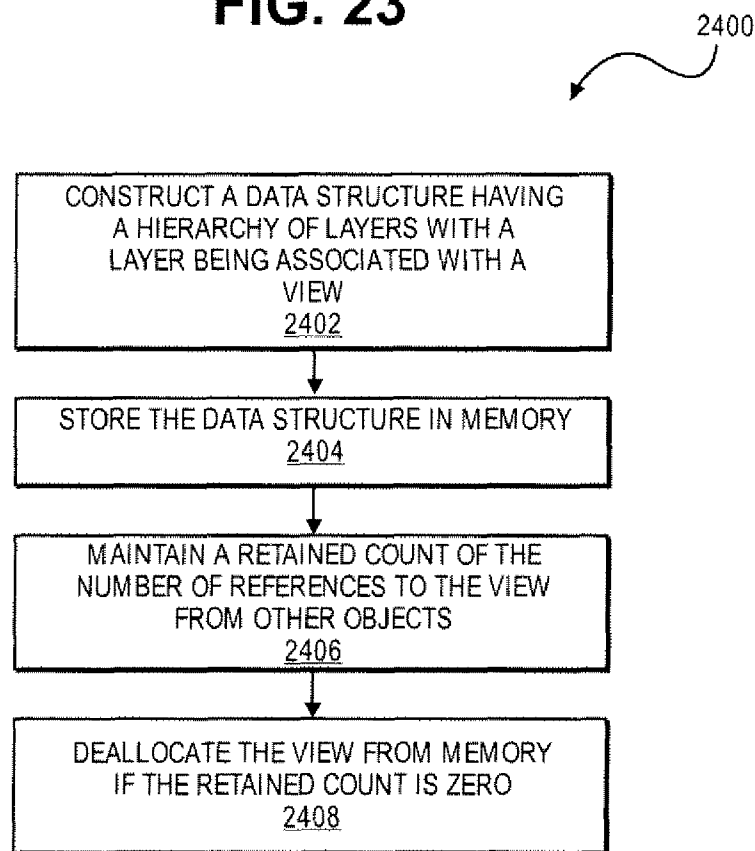 FIG. 23
2400
CONSTRUCT A DATA STRUCTURE HAVING
A HIERARCHY OF LAYERS WITH A
LAYER BEING ASSOCIATED WITH A
VIEW
2402
STORE THE DATA STRUCTURE IN MEMORY
2404
MAINTAIN A RETAINED COUNT OF THE
NUMBER OF REFERENCES TO THE VIEW
FROM OTHER OBJECTS
2406
DEALLOCATE THE VIEW FROM MEMORY
IF THE RETAINED COUNT IS ZERO
2408